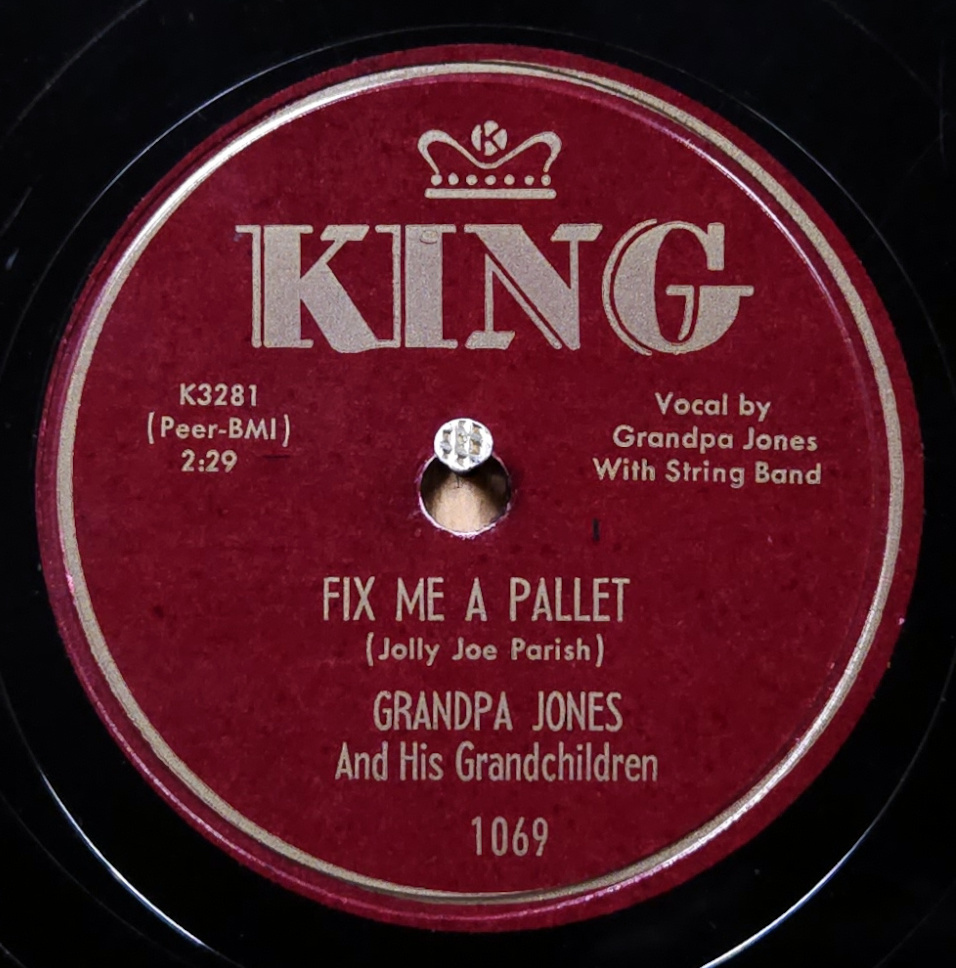 K
KING
K3281
(Peer-BMI)
2:29
Vocal by
Grandpa Jones
With String Band
FIX ME A PALLET
(Jolly Joe Parish)
GRANDPA JONES
And His Grandchildren
1069